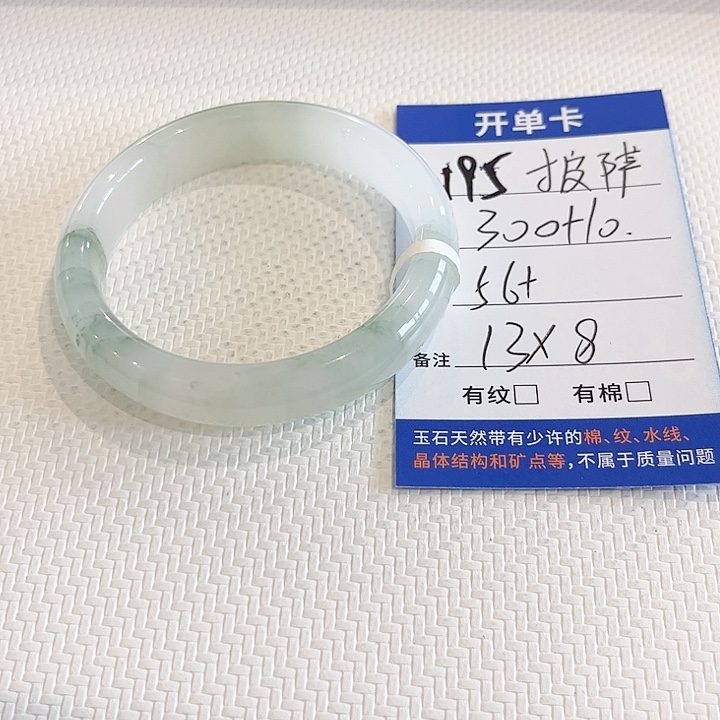 开单卡
195 披萨
300+10.
56+
备注 13X8
有纹□ 有棉□
玉石天然带有少许的棉、纹、水线、
晶体结构和矿点等,不属于质量问题